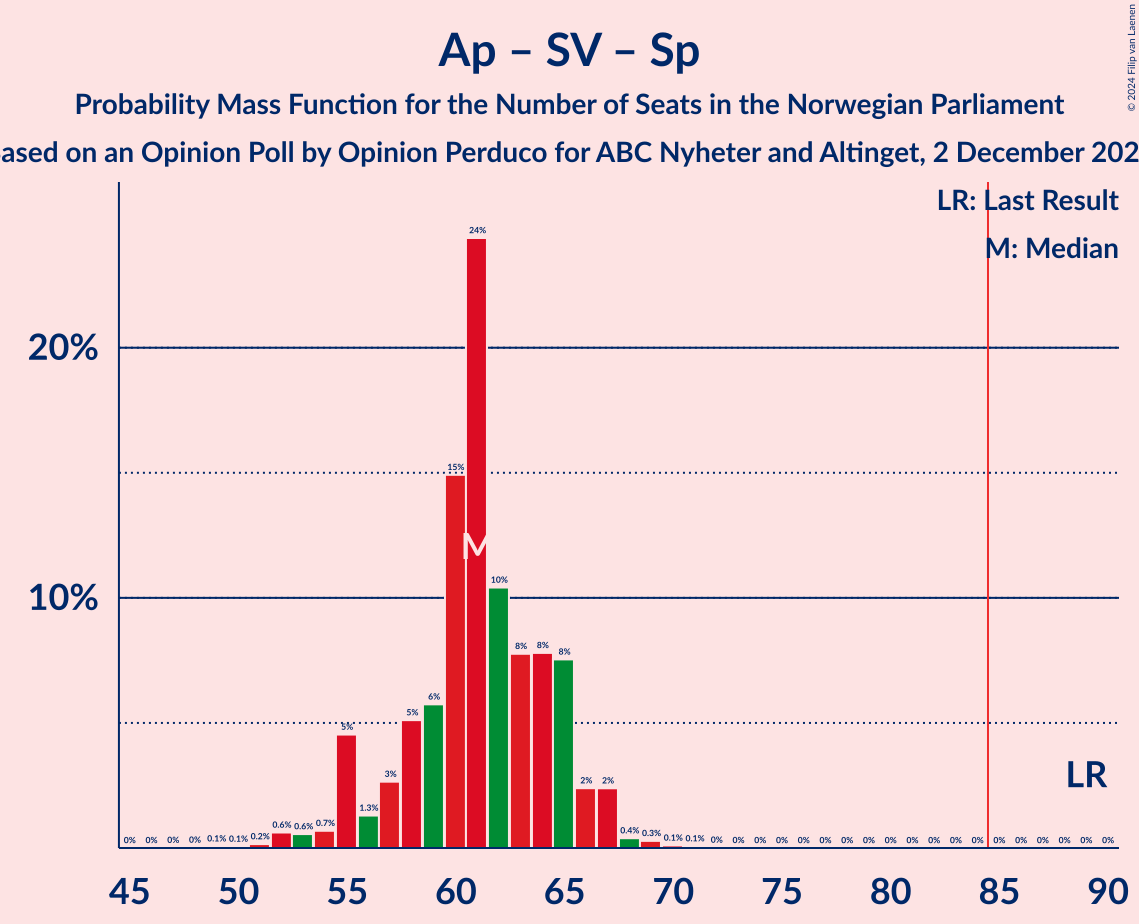 © 2024 Filip van Laenen
Ap – SV – Sp
Probability Mass Function for the Number of Seats in the Norwegian Parliament
ased on an Opinion Poll by Opinion Perduco for ABC Nyheter and Altinget, 2 December 202
LR: Last Result
M: Median
24%
20%
15%
M
10%
10%
8% 8% 8%
6%
5% 5%
LR
3% 2% 2%
1.3%
0% 0% 0% 0% 0.1% 0.1% 0.2% 0.6% 0.6% 0.7% 0.4% 0.3% 0.1% 0.1% 0% 0% 0% 0% 0% 0% 0% 0% 0% 0% 0% 0% 0% 0% 0% 0% 0% 0% 0%
45 50 55 60 65 70 75 80 85 90